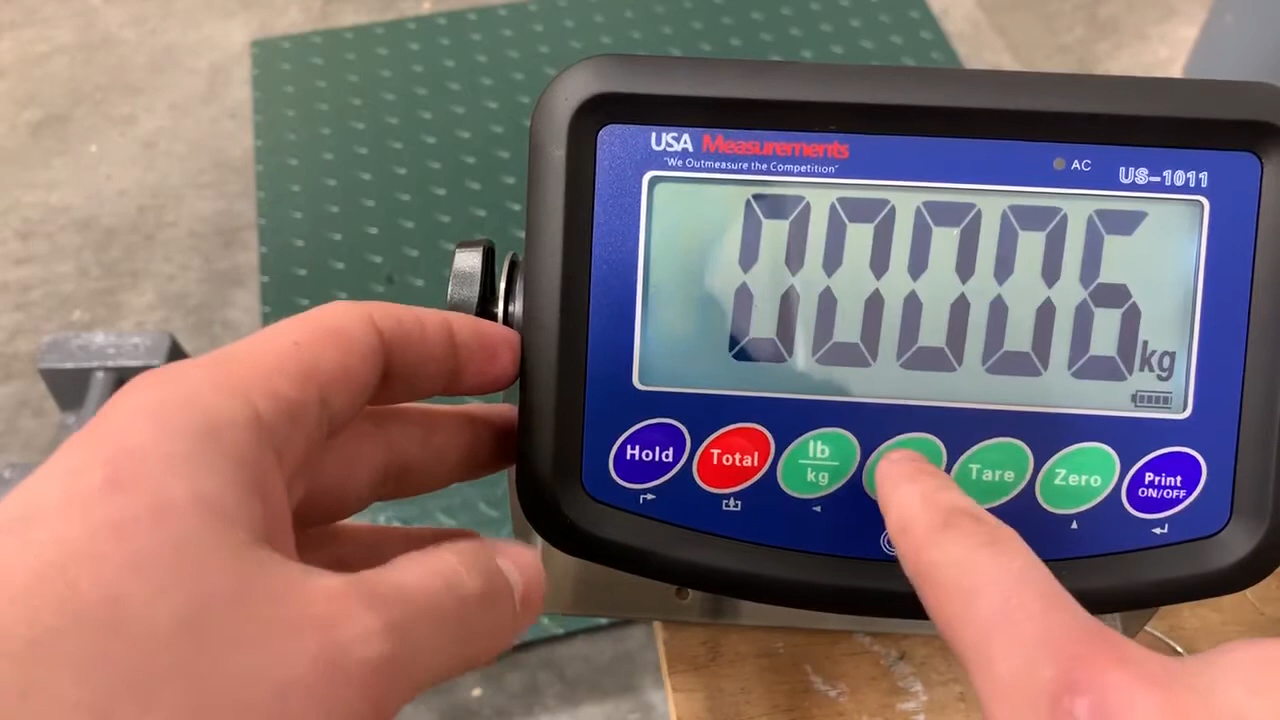 USA Measurements
"We Outmeasure the Competition"
AC
US-1011
00006 kg
Hold
Total
lb
kg
Tare
Zero
Print
ON/OFF